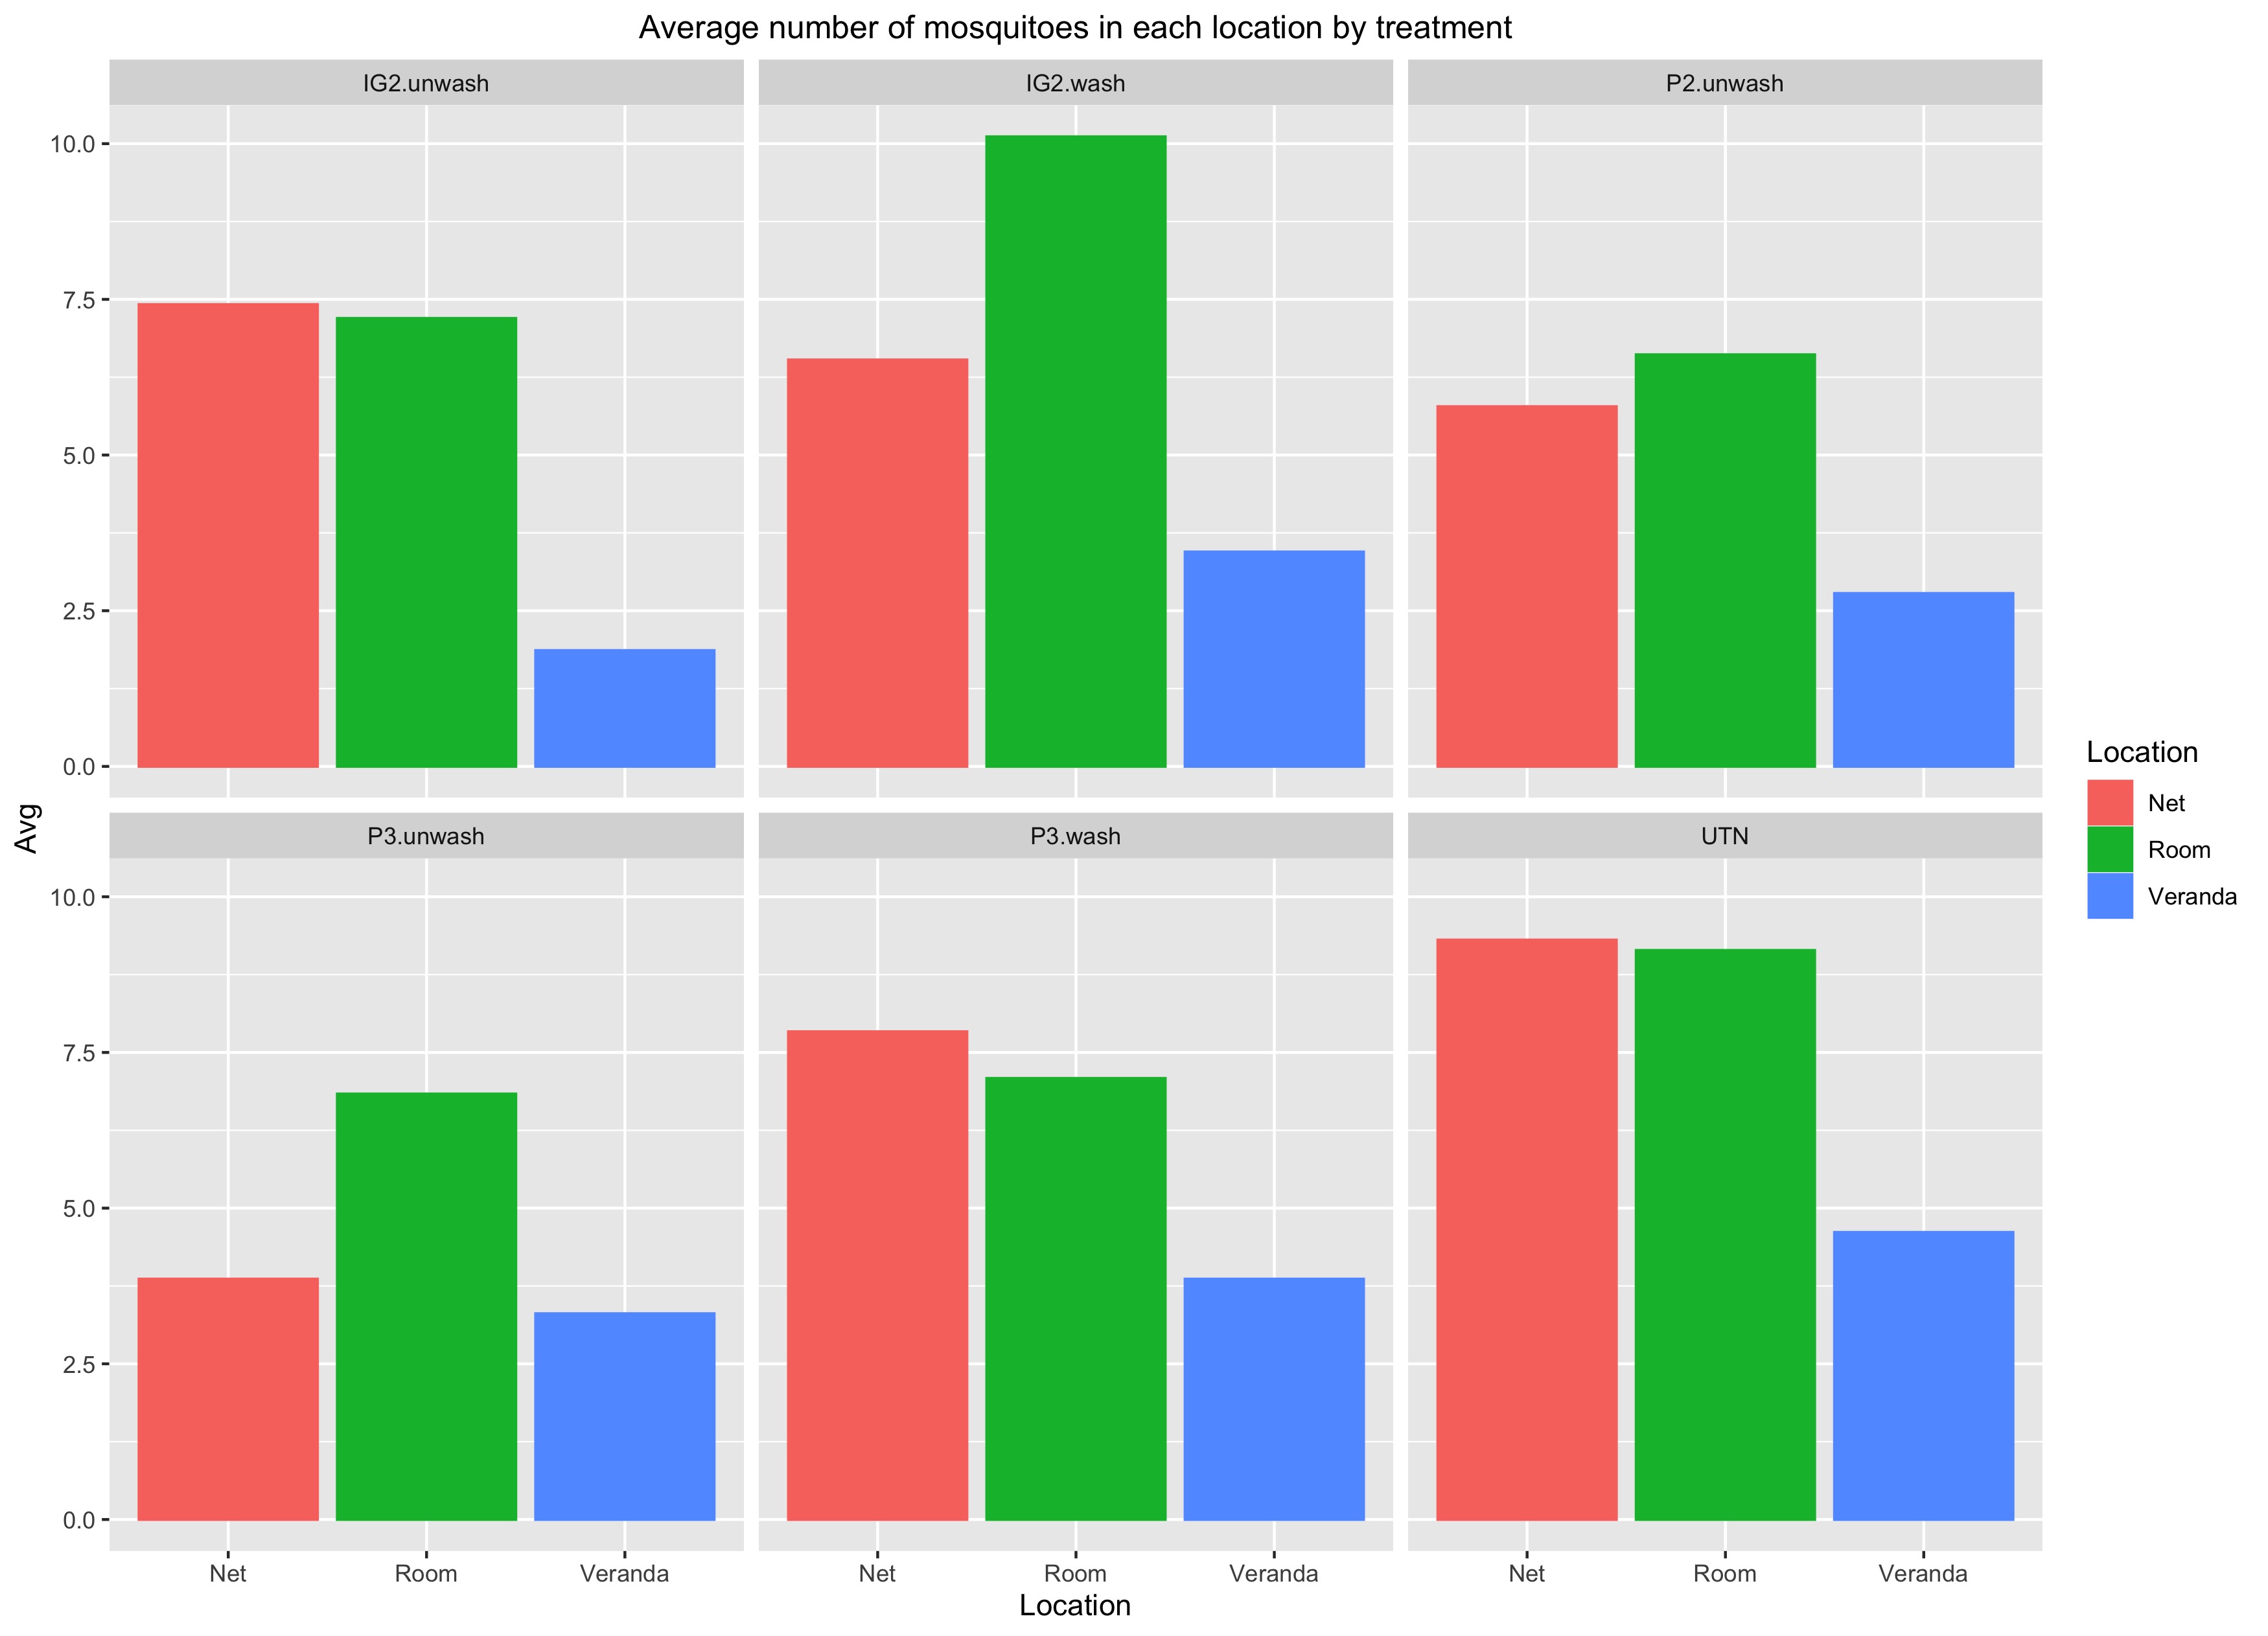 Average number of mosquitoes in each location by treatment
IG2.unwash
IG2.wash
P2.unwash
10.0
7.5
5.0
2.5
0.0
P3.unwash
P3.wash
UTN
10.0
7.5
5.0
2.5
0.0
Net Room Veranda
Net Room Veranda
Net Room Veranda
Location
Avg
Location
Net
Room
Veranda